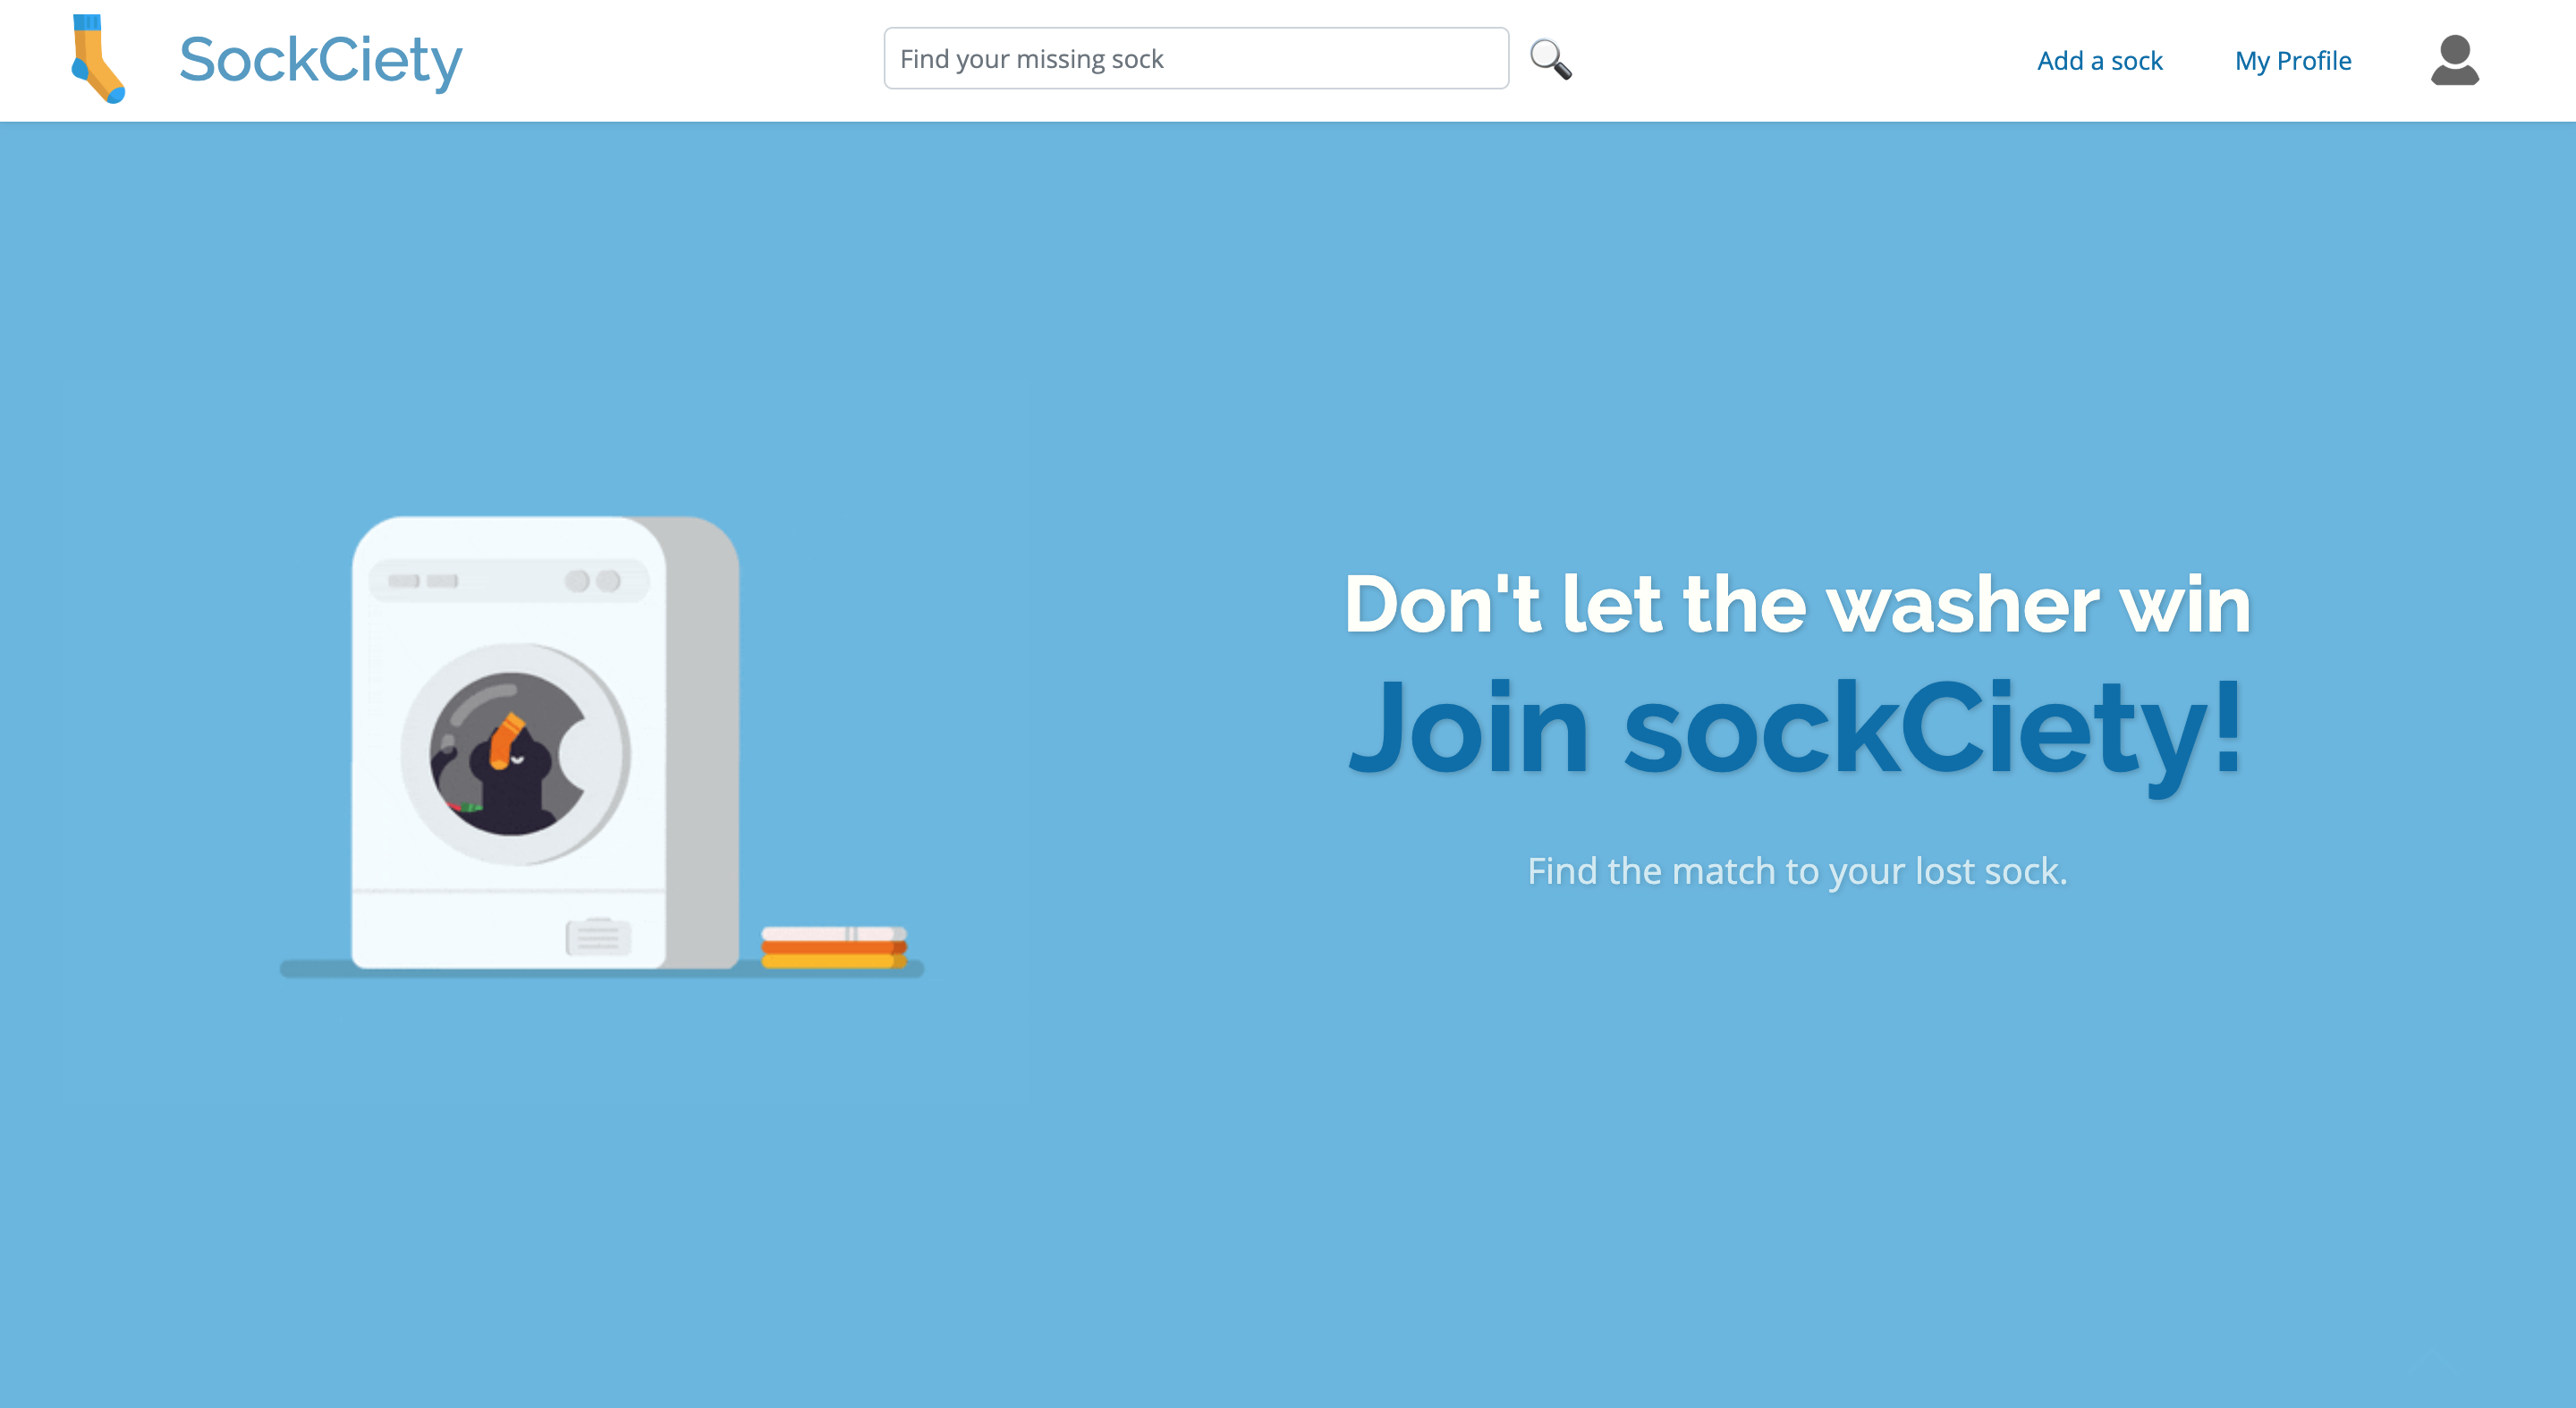 SockCiety
Find your missing sock
Add a sock
My Profile
Don't let the washer win
Join sockCiety!
Find the match to your lost sock.